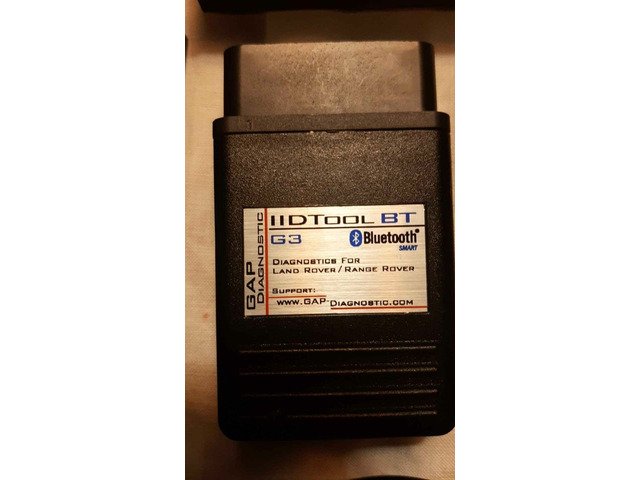 GAP
DIAGNOSTIC
IIDTOOL BT
G3
Bluetooth®
SMART
DIAGNOSTICS FOR
LAND ROVER/RANGE ROVER
SUPPORT:
WWW.GAP-DIAGNOSTIC.COM